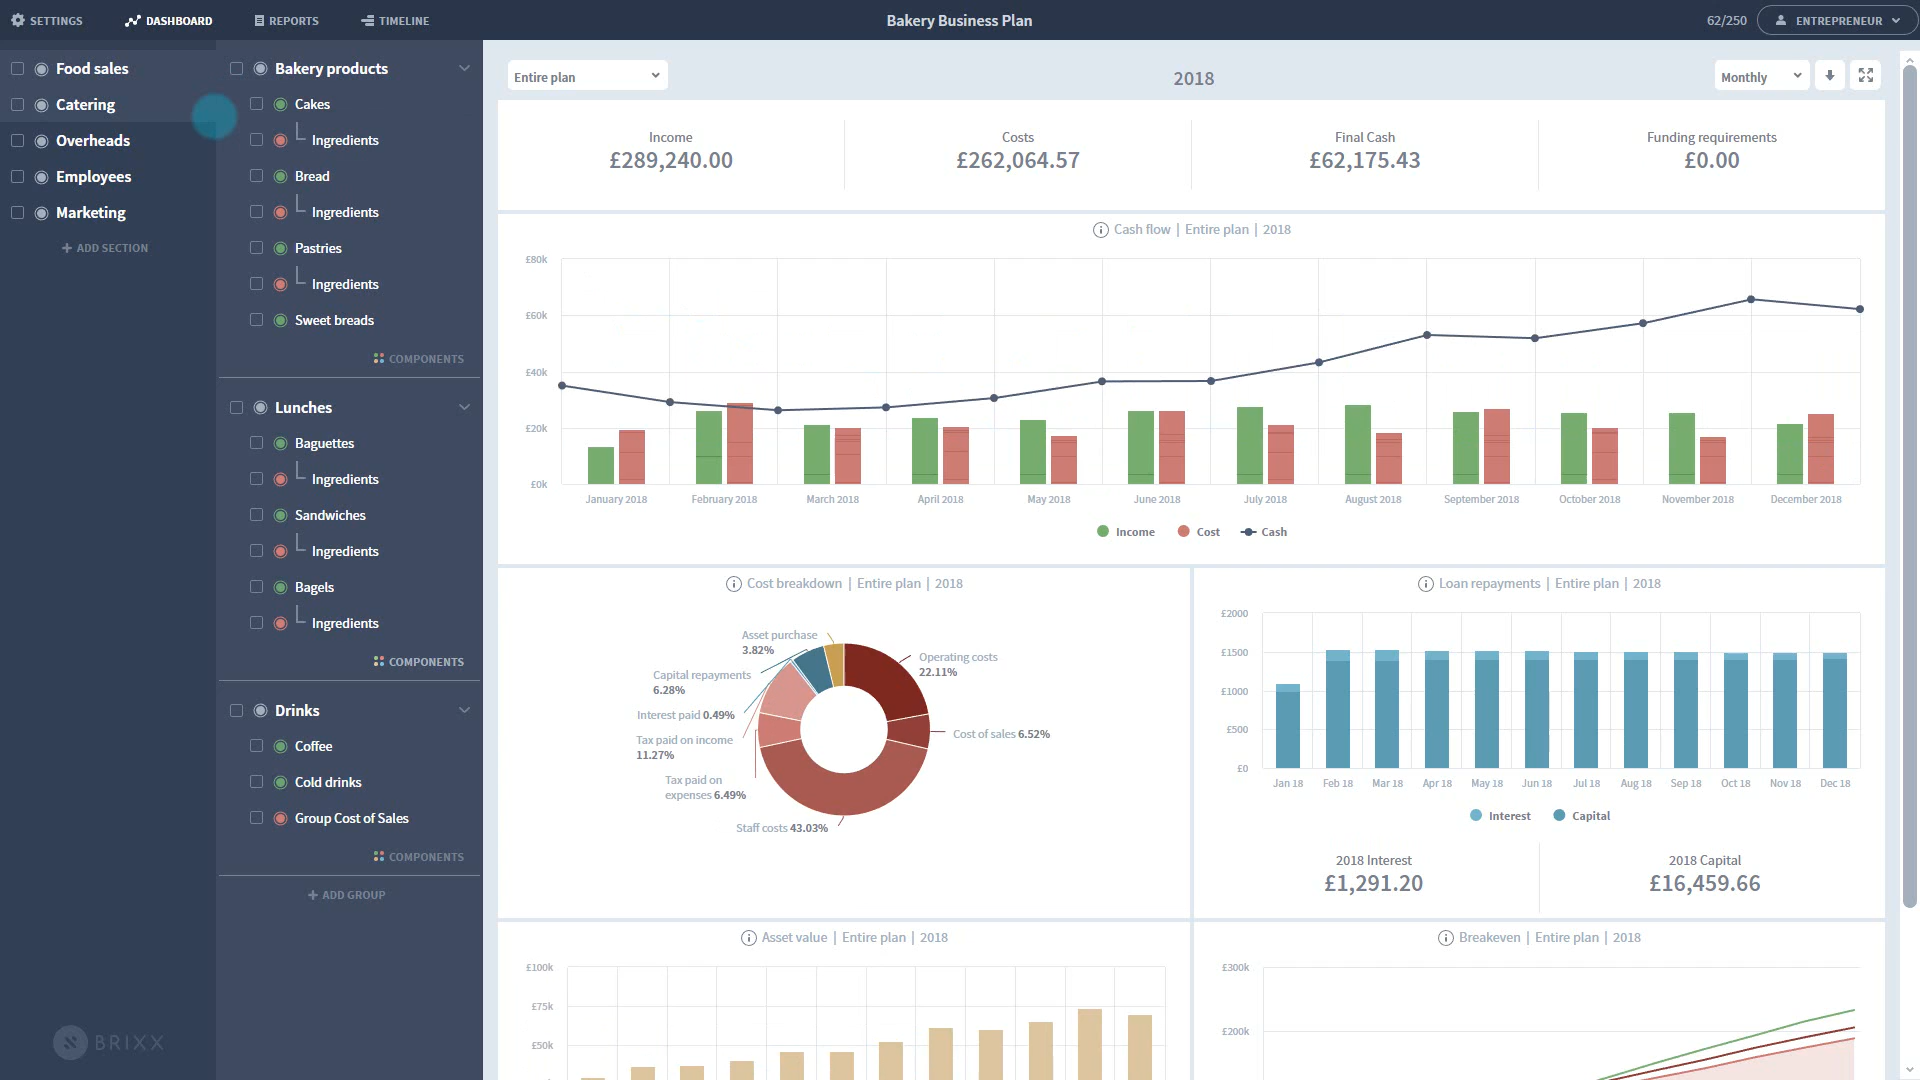 SETTINGS
DASHBOARD
REPORTS
TIMELINE
Bakery Business Plan
62/250
ENTREPRENEUR
Food sales
Catering
Overheads
Employees
Marketing
+ ADD SECTION
Bakery products
Cakes
Ingredients
Bread
Ingredients
Pastries
Ingredients
Sweet breads
COMPONENTS
Lunches
Baguettes
Ingredients
Sandwiches
Ingredients
Bagels
Ingredients
COMPONENTS
Drinks
Coffee
Cold drinks
Group Cost of Sales
COMPONENTS
+ ADD GROUP
BRIXX
Entire plan
2018
Monthly
Income
£289,240.00
Costs
£262,064.57
Final Cash
£62,175.43
Funding requirements
£0.00
Cash flow | Entire plan | 2018
£80k
£60k
£40k
£20k
£0k
January 2018
February 2018
March 2018
April 2018
May 2018
June 2018
July 2018
August 2018
September 2018
October 2018
November 2018
December 2018
Income
Cost
Cash
Cost breakdown | Entire plan | 2018
Asset purchase
3.82%
Capital repayments
6.28%
Interest paid 0.49%
Tax paid on income
11.27%
Tax paid on
expenses 6.49%
Staff costs 43.03%
Operating costs
22.11%
Cost of sales 6.52%
Loan repayments | Entire plan | 2018
£2000
£1500
£1000
£500
£0
Jan 18
Feb 18
Mar 18
Apr 18
May 18
Jun 18
Jul 18
Aug 18
Sep 18
Oct 18
Nov 18
Dec 18
Interest
Capital
2018 Interest
£1,291.20
2018 Capital
£16,459.66
Asset value | Entire plan | 2018
£100k
£75k
£50k
Breakeven | Entire plan | 2018
£300k
£200k